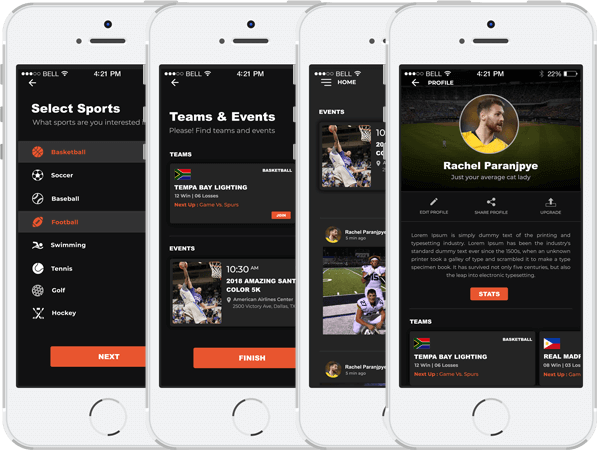 BELL
4:21 PM
Select Sports
What sports are you interested
Basketball
Soccer
Baseball
Football
Swimming
Tennis
Golf
Hockey
NEXT
BELL
4:21 PM
Teams & Events
Please! Find teams and events
TEAMS
BASKETBALL
TEMPA BAY LIGHTING
12 Win | 06 Losses
Next Up : Game Vs. Spurs
JOIN
EVENTS
10:30 AM
2018 AMAZING SANT
COLOR 5K
American Airlines Center
2500 Victory Ave, Dallas, TX
FINISH
BELL
4:21 PM
HOME
EVENTS
10:30
2018
COLO
Rachel Paranjpye
5 min ago
Rachel Paranjpye
5 min ago
BELL
4:21 PM
22%
PROFILE
Rachel Paranjpye
Just your average cat lady
EDIT PROFILE
SHARE PROFILE
UPGRADE
Lorem Ipsum is simply dummy text of the printing and
typesetting industry. Lorem Ipsum has been the industry's
standard dummy text ever since the 1500s, when an unknown
printer took a galley of type and scrambled it to make a type
specimen book. It has survived not only five centuries, but also
the leap into electronic typesetting.
STATS
TEAMS
BASKETBALL
TEMPA BAY LIGHTING
12 Win | 06 Losses
Next Up : Game Vs. Spurs
REAL MADR
08 Win | 03 Los
Next Up : Gam